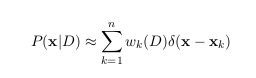 P(𝐱|D) ≈ ∑_{k=1}^{n} w_k(D)δ(𝐱 − 𝐱_k)